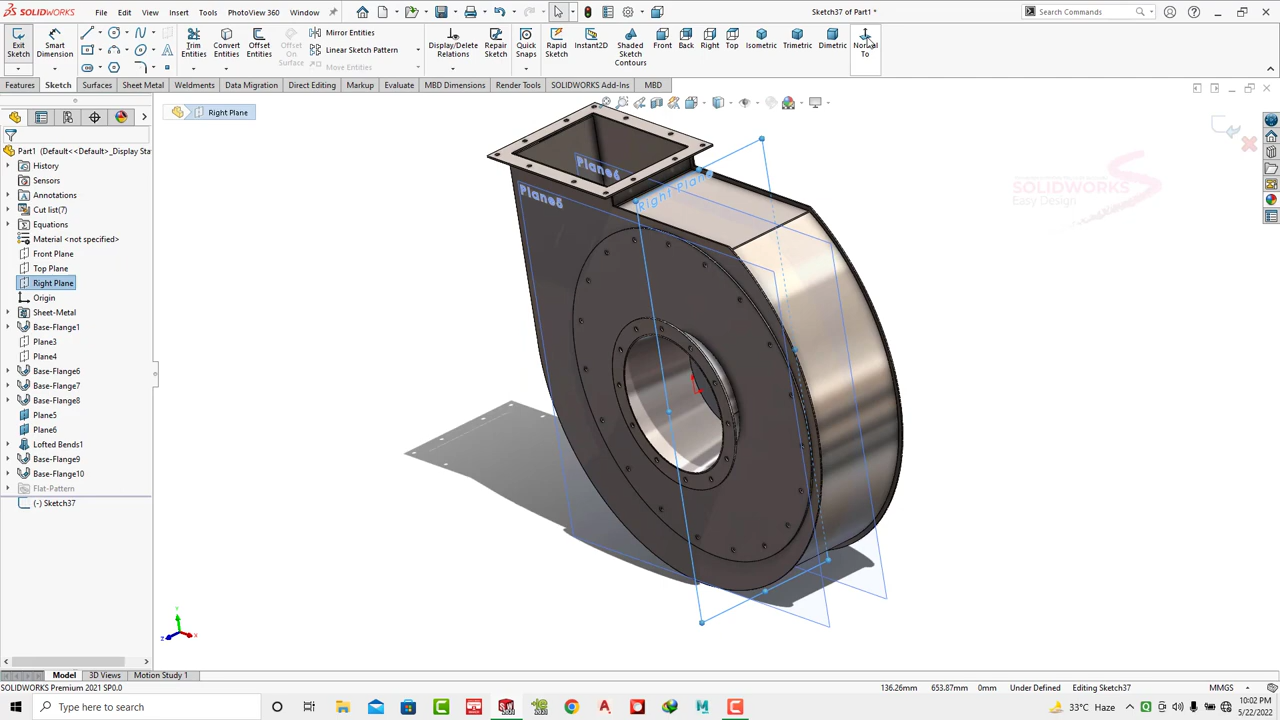 SOLIDWORKS
File Edit View Insert Tools PhotoView 360 Window
Sketch37 of Part1 *
Search Commands
Exit Sketch
Smart Dimension
Trim Entities
Convert Entities
Offset Entities
Offset On Surface
Mirror Entities
Linear Sketch Pattern
Move Entities
Display/Delete Relations
Repair Sketch
Quick Snaps
Rapid Sketch
Instant2D
Shaded Sketch Contours
Front
Back
Right
Top
Isometric
Trimetric
Dimetric
Normal To
Features Sketch Surfaces Sheet Metal Weldments Data Migration Direct Editing Markup Evaluate MBD Dimensions Render Tools SOLIDWORKS Add-Ins MBD
Right Plane
Part1 (Default<<Default>_Display Sta
History
Sensors
Annotations
Cut list(7)
Equations
Material <not specified>
Front Plane
Top Plane
Right Plane
Origin
Sheet-Metal
Base-Flange1
Plane3
Plane4
Base-Flange6
Base-Flange7
Base-Flange8
Plane5
Plane6
Lofted Bends1
Base-Flange9
Base-Flange10
Flat-Pattern
(-) Sketch37
Plane6
Right Plane
Plane5
SOLIDWORKS
Easy Design
Y
Z
X
Model 3D Views Motion Study 1
SOLIDWORKS Premium 2021 SP0.0
136.26mm 653.87mm 0mm Under Defined Editing Sketch37
MMGS
Type here to search
33°C Haze
10:02 PM
5/22/2022